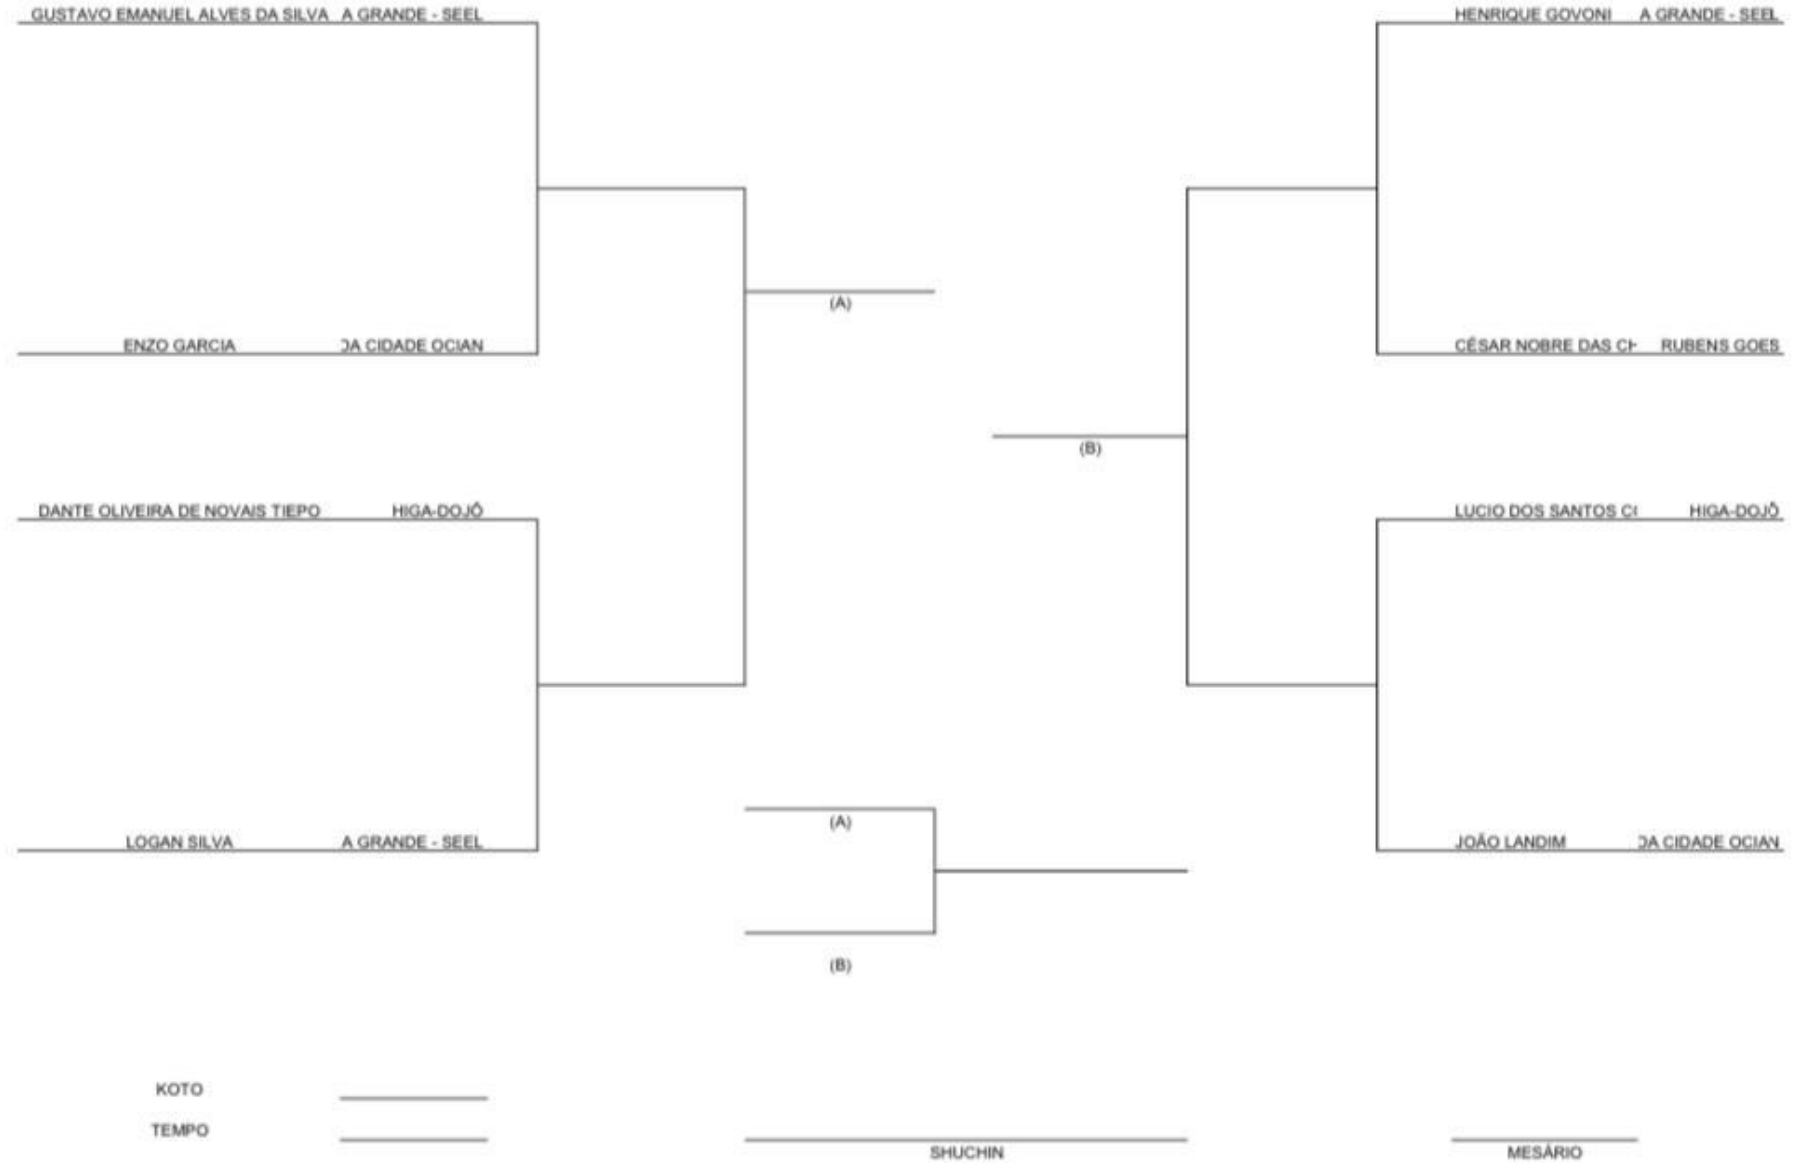 GUSTAVO EMANUEL ALVES DA SILVA A GRANDE - SEEL
HENRIQUE GOVONI A GRANDE - SEEL
(A)
ENZO GARCIA DA CIDADE OCIAN
CÉSAR NOBRE DAS RUBENS GOES
(B)
DANTE OLIVEIRA DE NOVAIS TIEPO HIGA-DOJÔ
LUCIO DOS SANTOS HIGA-DOJÔ
(A)
LOGAN SILVA A GRANDE - SEEL
JOÃO LANDIM DA CIDADE OCIAN
(B)
KOTO
TEMPO
SHUCHIN
MESÁRIO